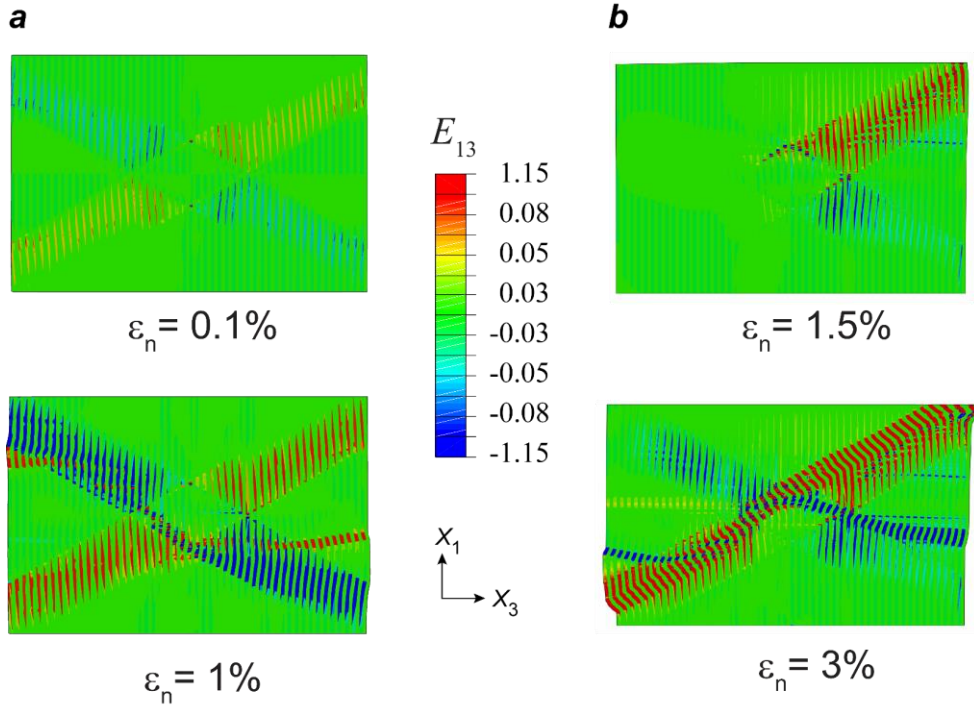 a
b
E13
1.15
0.08
0.05
0.03
-0.03
-0.05
-0.08
-1.15
εn= 0.1%
εn= 1.5%
X1
X3
εn= 1%
εn= 3%